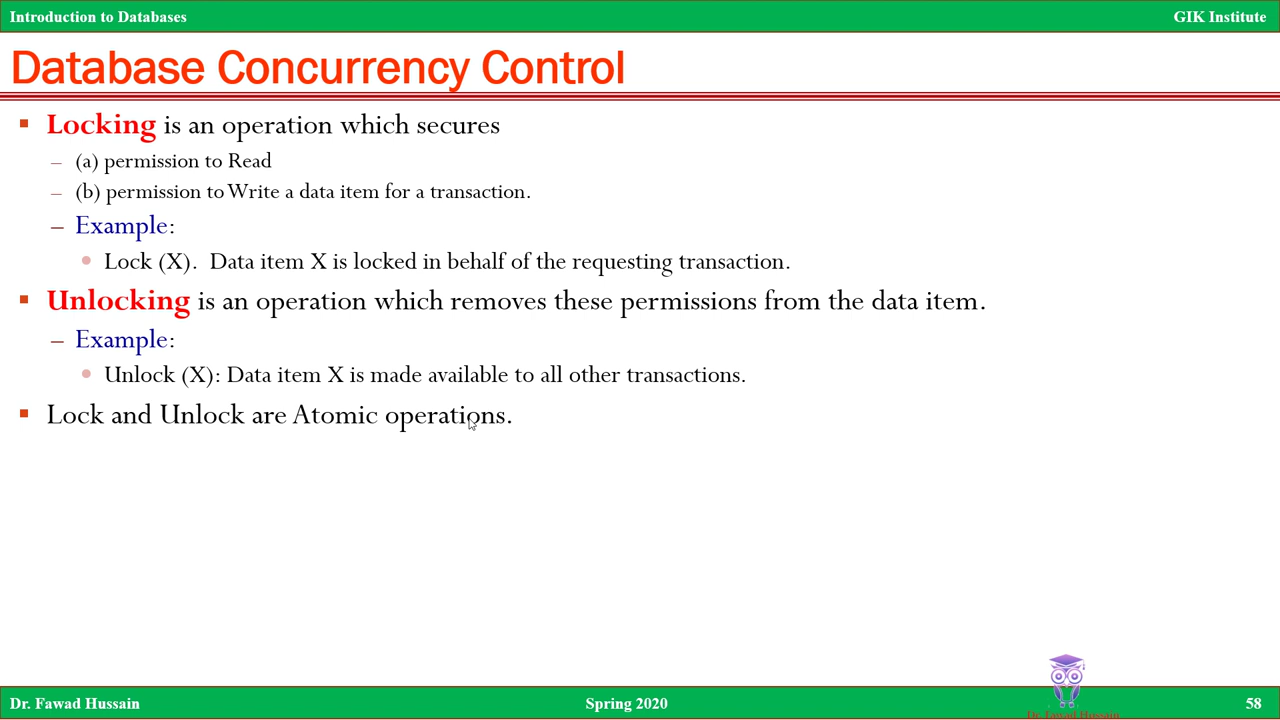 Introduction to Databases
GIK Institute
Database Concurrency Control
Locking is an operation which secures
– (a) permission to Read
– (b) permission to Write a data item for a transaction.
– Example:
Lock (X).  Data item X is locked in behalf of the requesting transaction.
Unlocking is an operation which removes these permissions from the data item.
– Example:
Unlock (X): Data item X is made available to all other transactions.
Lock and Unlock are Atomic operations.
Dr. Fawad Hussain
Dr. Fawad Hussain
Spring 2020
58